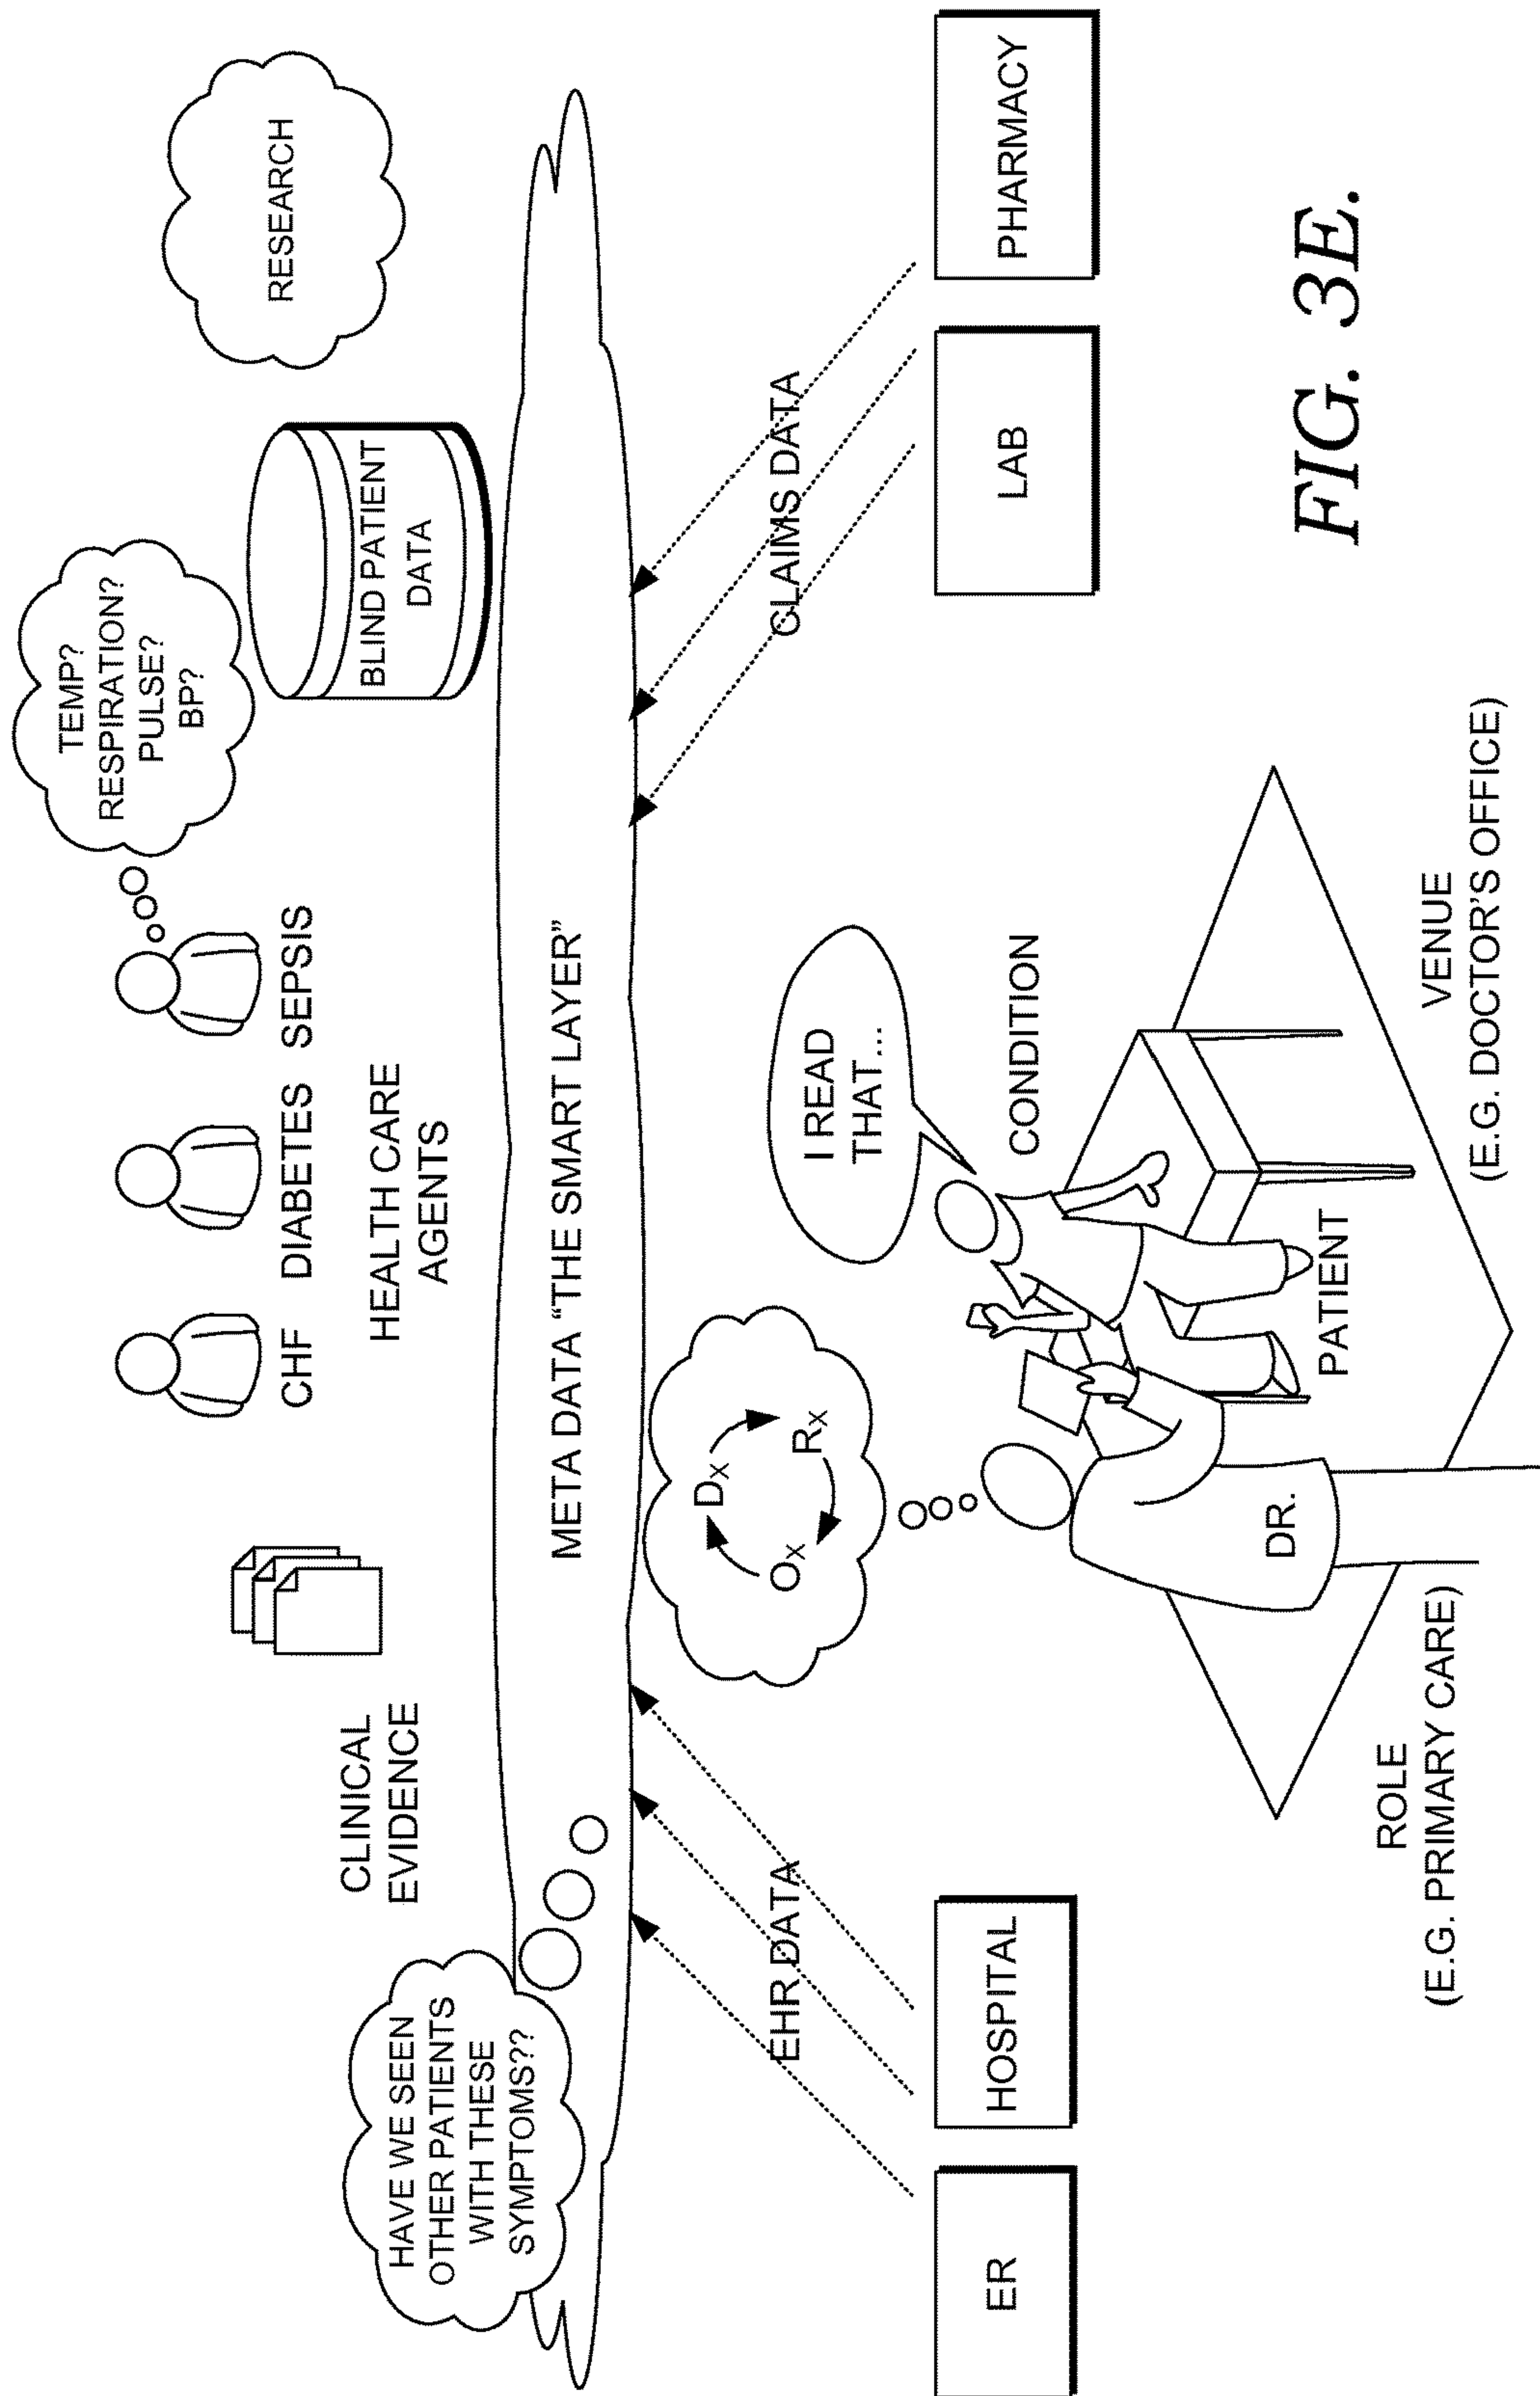 HAVE WE SEEN
OTHER PATIENTS
WITH THESE
SYMPTOMS??
CLINICAL
EVIDENCE
CHF
DIABETES
SEPSIS
HEALTH CARE
AGENTS
TEMP?
RESPIRATION?
PULSE?
BP?
BLIND PATIENT
DATA
RESEARCH
META DATA "THE SMART LAYER"
EHR DATA
DX
RX
OX
I READ
THAT...
CLAIMS DATA
ER
HOSPITAL
CONDITION
LAB
PHARMACY
DR.
PATIENT
ROLE
(E.G. PRIMARY CARE)
VENUE
(E.G. DOCTOR'S OFFICE)
FIG. 3E.